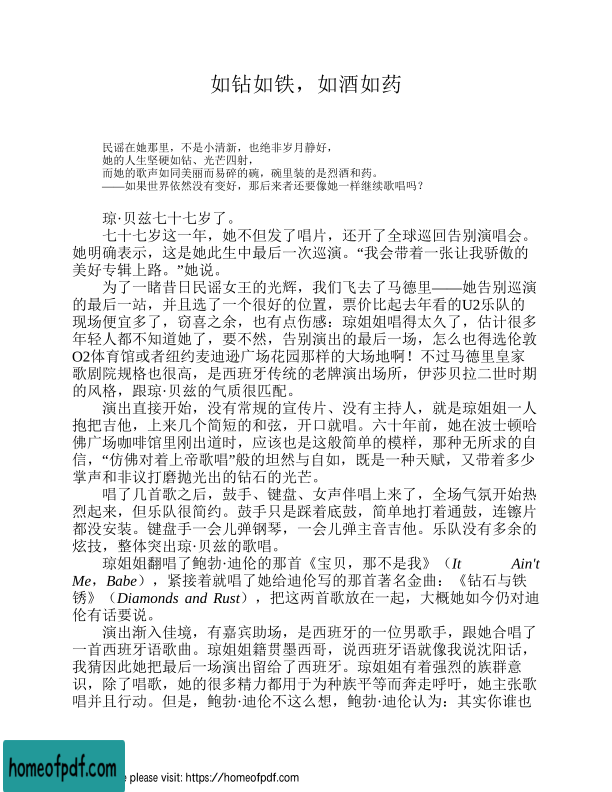 如钻如铁，如酒如药
民谣在她那里，不是小清新，也绝非岁月静好，
她的人生坚硬如钻、光芒四射，
而她的歌声如同美丽而易碎的碗，碗里装的是烈酒和药。
——如果世界依然没有变好，那后来者还要像她一样继续歌唱吗？
琼·贝兹七十七岁了。
七十七岁这一年，她不但发了唱片，还开了全球巡回告别演唱会。
她明确表示，这是她此生中最后一次巡演。“我会带着一张让我骄傲的
美好专辑上路。”她说。
为了一睹昔日民谣女王的光辉，我们飞去了马德里——她告别巡演
的最后一站，并且选了一个很好的位置，票价比起去年看的U2乐队的
现场便宜多了，窃喜之余，也有点伤感：琼姐姐唱得太久了，估计很多
年轻人都不知道她了，要不然，告别演出的最后一场，怎么也得选伦敦
O2体育馆或者纽约麦迪逊广场花园那样的大场地啊！不过马德里皇家
歌剧院规格也很高，是西班牙传统的老牌演出场所，伊莎贝拉二世时期
的风格，跟琼·贝兹的气质很匹配。
演出直接开始，没有常规的宣传片、没有主持人，就是琼姐姐一人
抱把吉他，上来几个简短的和弦，开口就唱。六十年前，她在波士顿哈
佛广场咖啡馆里刚出道时，应该也是这般简单的模样，那种无所求的自
信，“仿佛对着上帝歌唱”般的坦然与自如，既是一种天赋，又带着多少
掌声和非议打磨抛光出的钻石的光芒。
唱了几首歌之后，鼓手、键盘、女声伴唱上来了，全场气氛开始热
烈起来，但乐队很简约。鼓手只是踩着底鼓，简单地打着通鼓，连镲片
都没安装。键盘手一会儿弹钢琴，一会儿弹主音吉他。乐队没有多余的
炫技，整体突出琼·贝兹的歌唱。
琼姐姐翻唱了鲍勃·迪伦的那首《宝贝，那不是我》（It Ain't
Me，Babe），紧接着就唱了她给迪伦写的那首著名金曲：《钻石与铁
锈》（Diamonds and Rust），把这两首歌放在一起，大概她如今仍对迪
伦有话要说。
演出渐入佳境，有嘉宾助场，是西班牙的一位男歌手，跟她合唱了
一首西班牙语歌曲。琼姐姐籍贯墨西哥，说西班牙语就像我说沈阳话，
我猜因此她把最后一场演出留给了西班牙。琼姐姐有着强烈的族群意
识，除了唱歌，她的很多精力都用于为种族平等而奔走呼吁，她主张歌
唱并且行动。但是，鲍勃·迪伦不这么想，鲍勃·迪伦认为：其实你谁也
homeofpdf.com
e please visit: https://homeofpdf.com